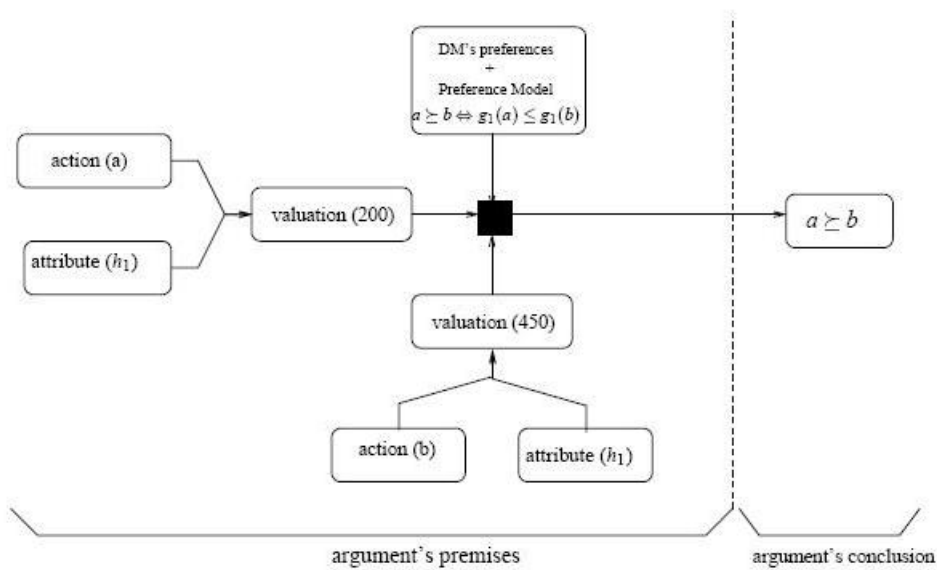 DM's preferences
+
Preference Model
a ⪰ b ⇔ g₁(a) ≤ g₁(b)
action (a)
valuation (200)
a ⪰ b
attribute (h₁)
valuation (450)
action (b)
attribute (h₁)
argument's premises
argument's conclusion